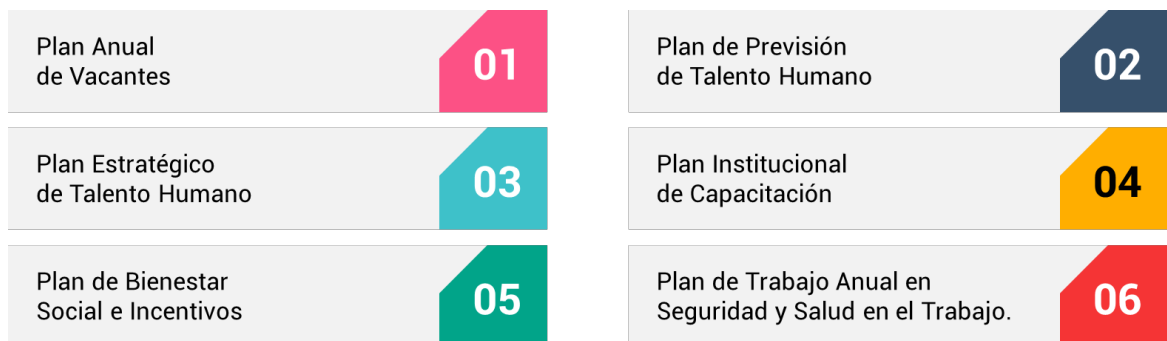 Plan Anual
de Vacantes
01
Plan de Previsión
de Talento Humano
02
Plan Estratégico
de Talento Humano
03
Plan Institucional
de Capacitación
04
Plan de Bienestar
Social e Incentivos
05
Plan de Trabajo Anual en
Seguridad y Salud en el Trabajo.
06